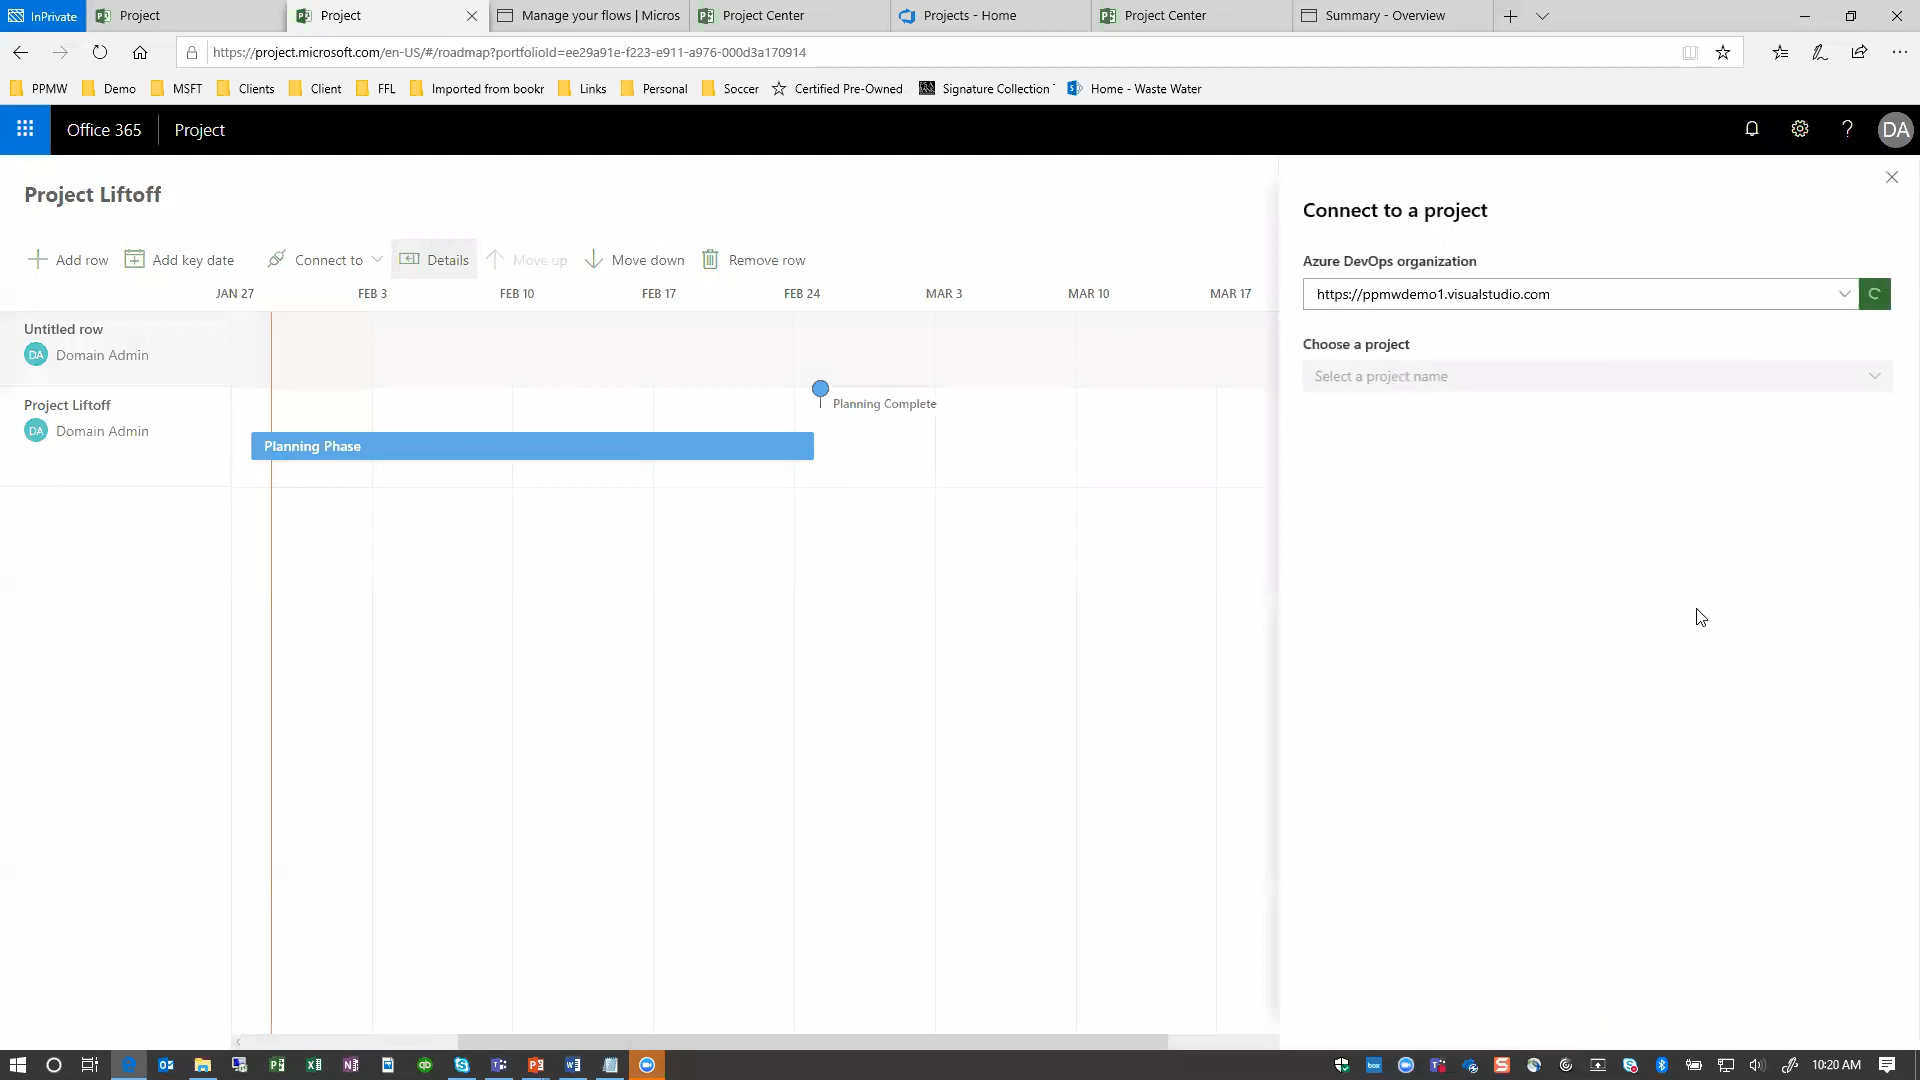 InPrivate
Project
Project
Manage your flows | Micros
Project Center
Projects - Home
Project Center
Summary - Overview
https://project.microsoft.com/en-US/#/roadmap?portfolioId=ee29a91e-f223-e911-a976-000d3a170914
PPMW
Demo
MSFT
Clients
Client
FFL
Imported from bookr
Links
Personal
Soccer
Certified Pre-Owned
Signature Collection
Home - Waste Water
Office 365
Project
DA
Project Liftoff
Add row
Add key date
Connect to
Details
Move up
Move down
Remove row
JAN 27
FEB 3
FEB 10
FEB 17
FEB 24
MAR 3
MAR 10
MAR 17
Untitled row
DA Domain Admin
Project Liftoff
DA Domain Admin
Planning Complete
Planning Phase
Connect to a project
Azure DevOps organization
https://ppmwdemo1.visualstudio.com
Choose a project
Select a project name
10:20 AM